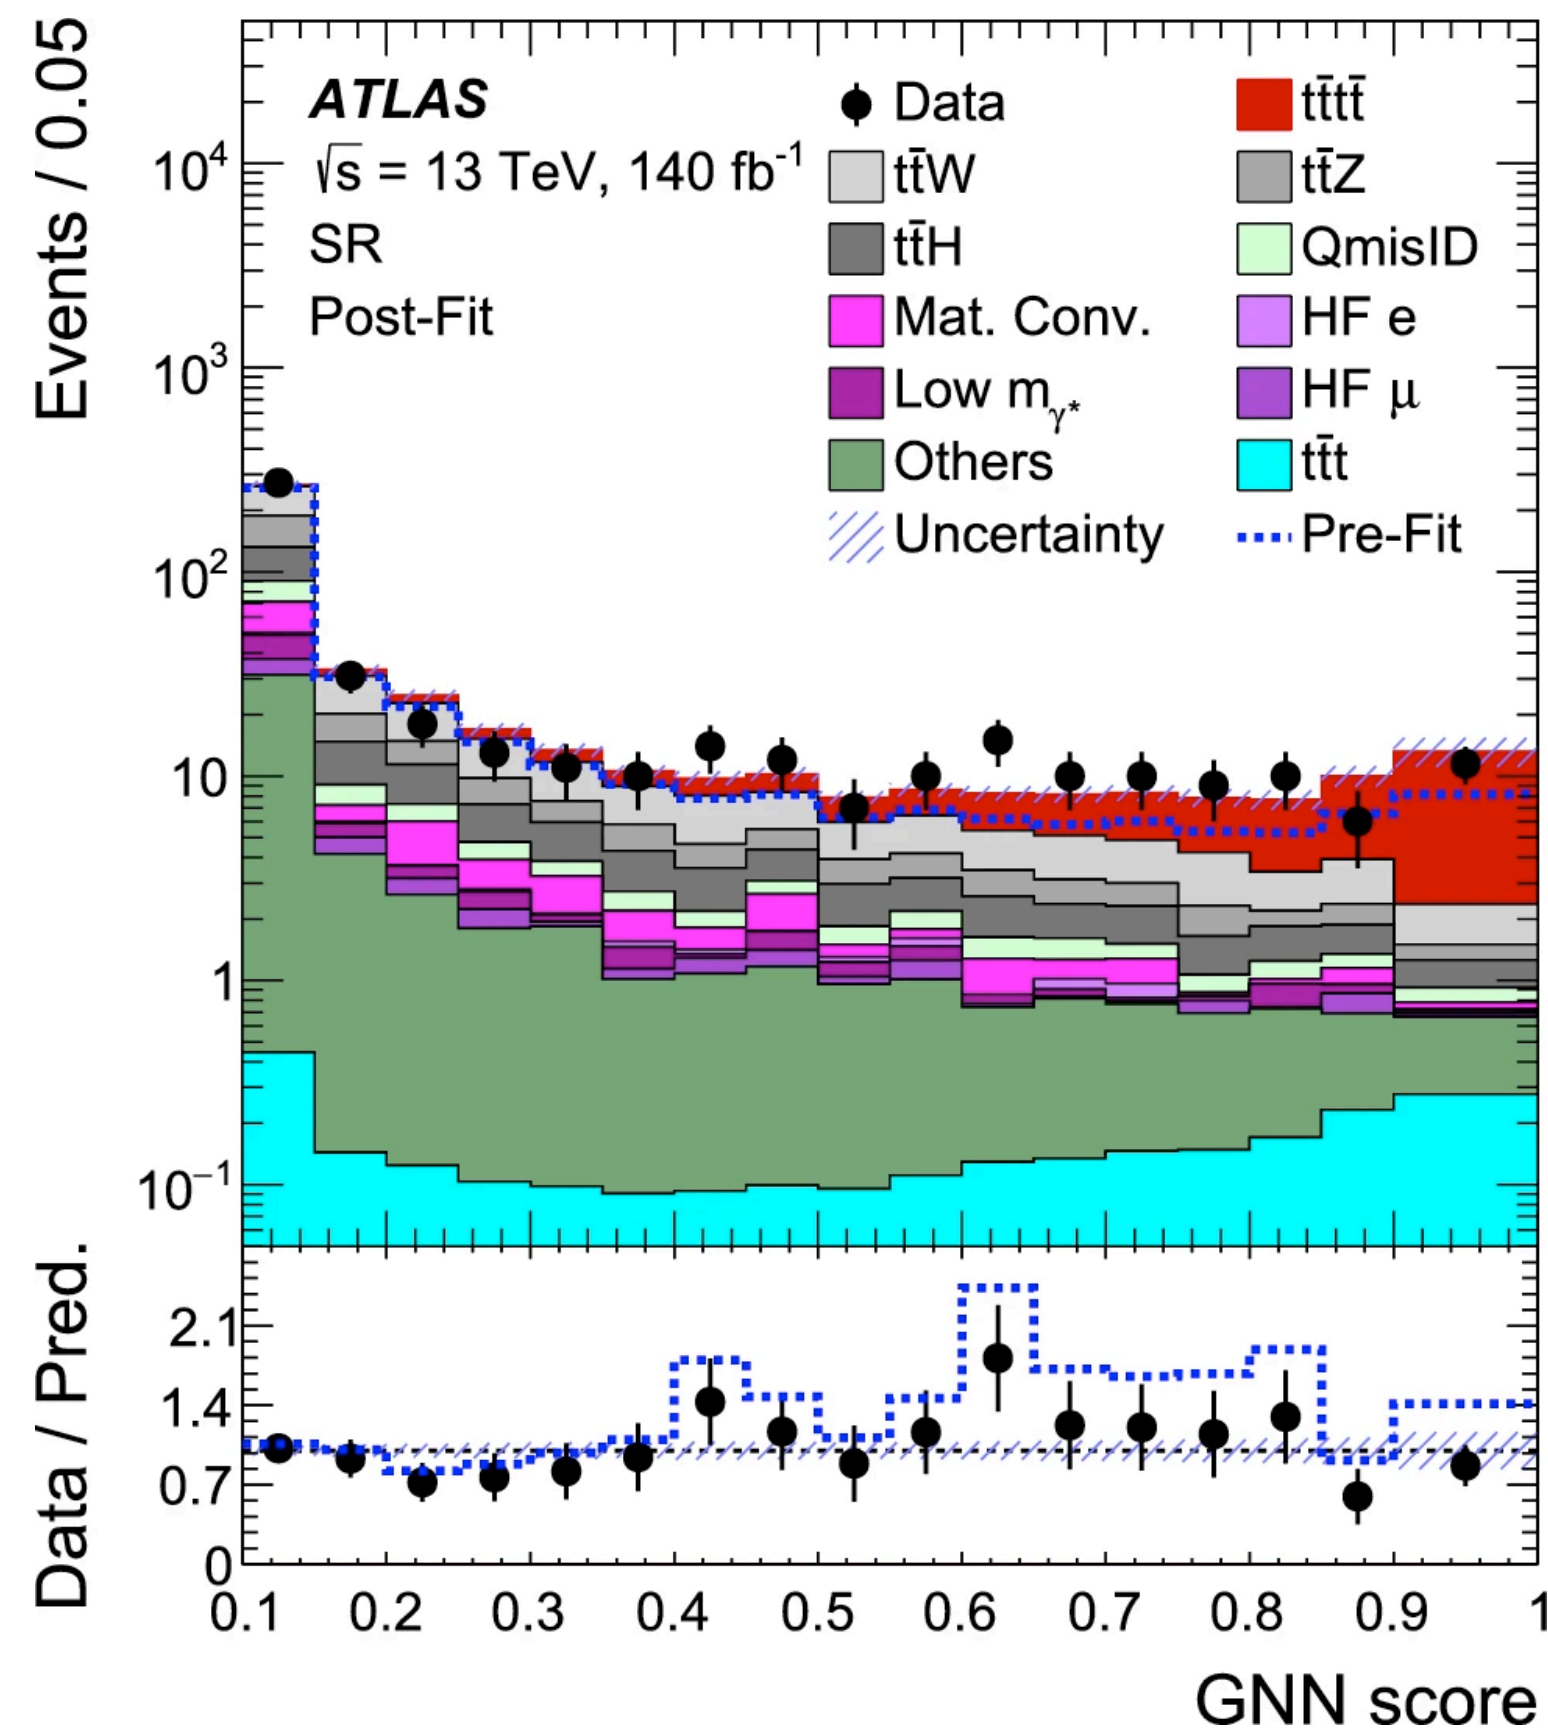 Events / 0.05
10⁴
10³
10²
10
1
10⁻¹
ATLAS
√s = 13 TeV, 140 fb⁻¹
SR
Post-Fit
Data
tt̄tt̄
tt̄W
tt̄Z
tt̄H
QmisID
Mat. Conv.
HF e
Low m_γ*
HF μ
Others
tt̄t
Uncertainty
Pre-Fit
Data / Pred.
2.1
1.4
0.7
0
0.1 0.2 0.3 0.4 0.5 0.6 0.7 0.8 0.9 1
GNN score